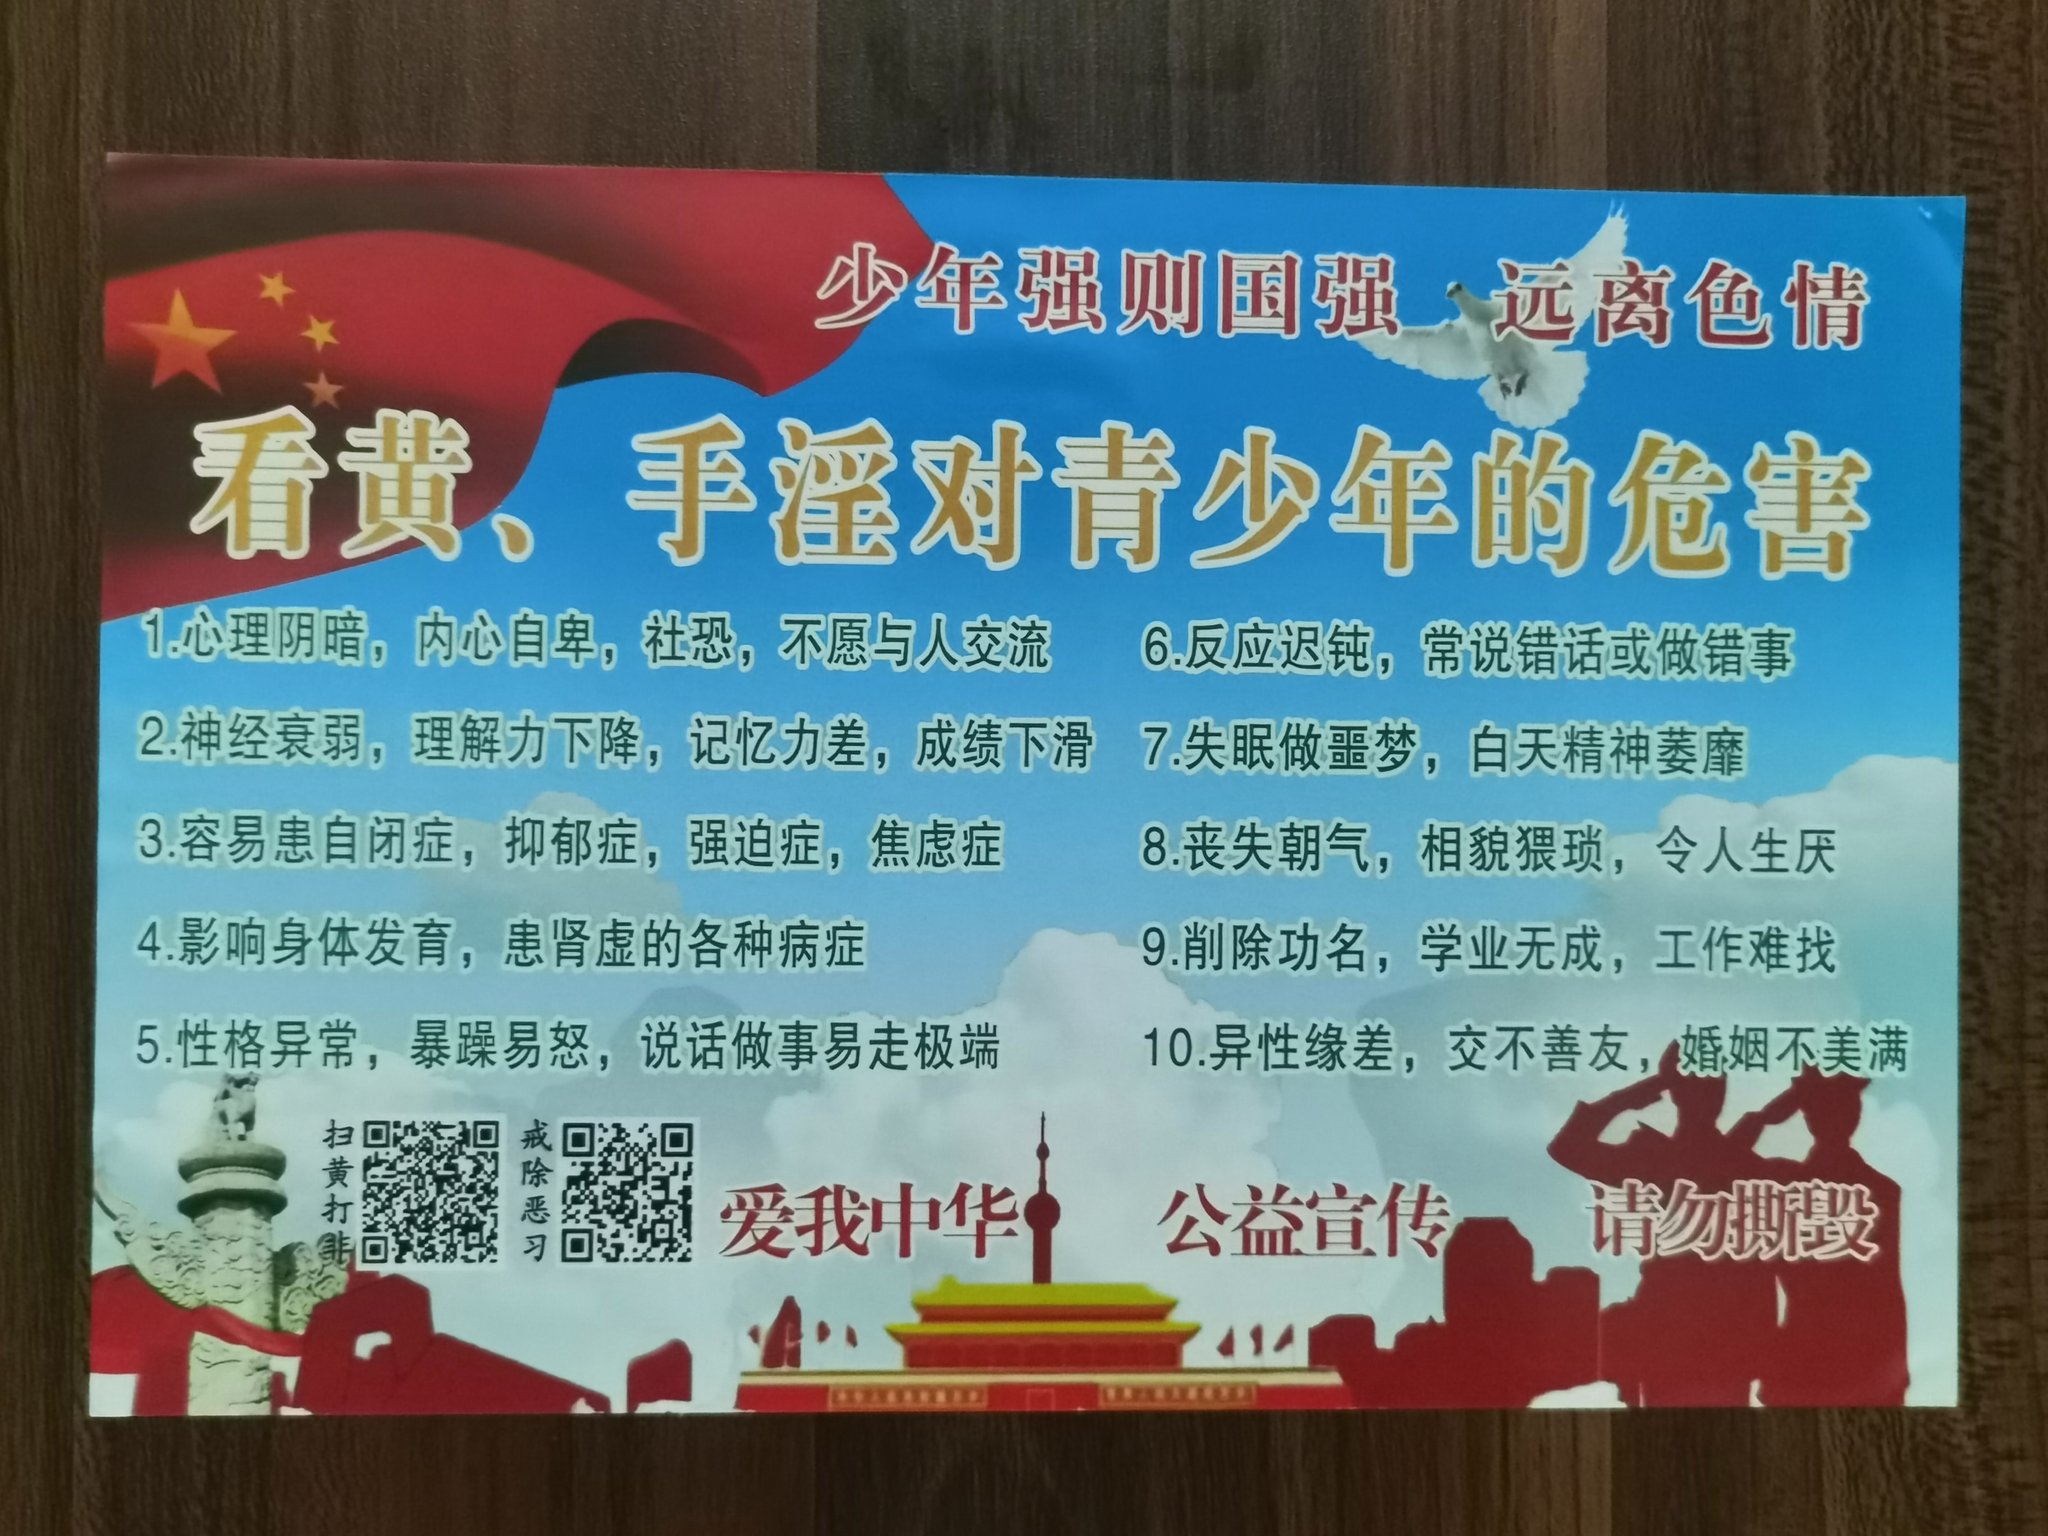 少年强则国强 远离色情
看黄、手淫对青少年的危害
1.心理阴暗，内心自卑，社恐，不愿与人交流
2.神经衰弱，理解力下降，记忆力差，成绩下滑
3.容易患自闭症，抑郁症，强迫症，焦虑症
4.影响身体发育，患肾虚的各种病症
5.性格异常，暴躁易怒，说话做事易走极端
6.反应迟钝，常说错话或做错事
7.失眠做噩梦，白天精神萎靡
8.丧失朝气，相貌猥琐，令人生厌
9.削除功名，学业无成，工作难找
10.异性缘差，交不善友，婚姻不美满
扫黄打非
戒除恶习
爱我中华 公益宣传 请勿撕毁